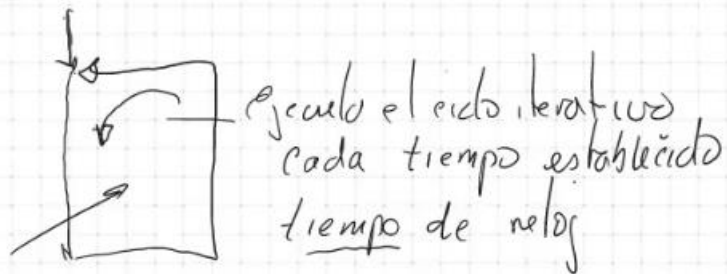 ejecuto el ciclo iterativo
cada tiempo establecido
tiempo de reloj